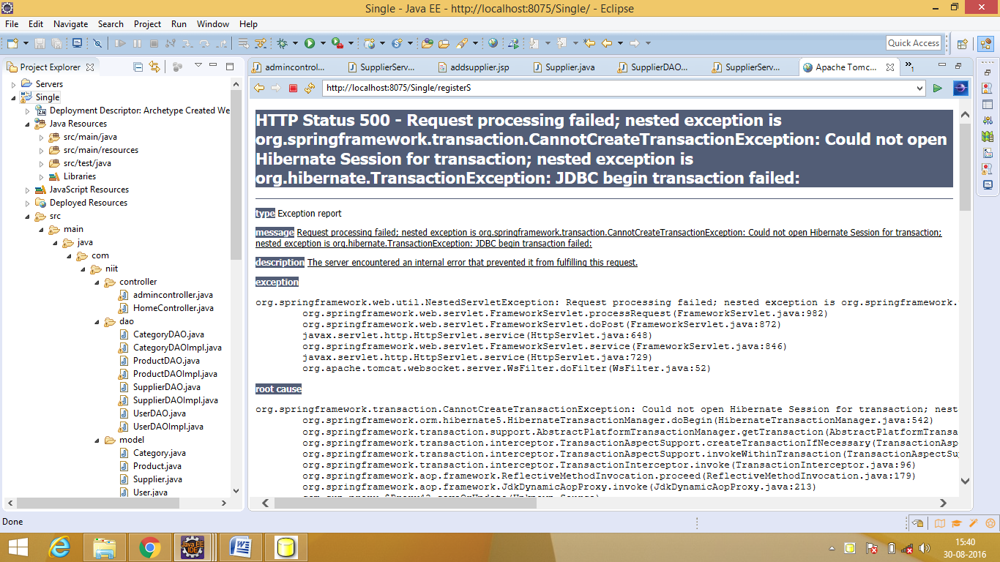 Single - Java EE - http://localhost:8075/Single/ - Eclipse
File Edit Navigate Search Project Run Window Help
Quick Access
Project Explorer
admincontrol...
SupplierServ...
addsupplier.jsp
Supplier.java
SupplierDAO...
SupplierServ...
Apache Tomc...
»1
Servers
Single
Deployment Descriptor: Archetype Created We
Java Resources
src/main/java
src/main/resources
src/test/java
Libraries
JavaScript Resources
Deployed Resources
src
main
java
com
niit
controller
admincontroller.java
HomeController.java
dao
CategoryDAO.java
CategoryDAOImpl.java
ProductDAO.java
ProductDAOImpl.java
SupplierDAO.java
SupplierDAOImpl.java
UserDAO.java
UserDAOImpl.java
model
Category.java
Product.java
Supplier.java
User.java
http://localhost:8075/Single/registerS
HTTP Status 500 - Request processing failed; nested exception is
org.springframework.transaction.CannotCreateTransactionException: Could not open
Hibernate Session for transaction; nested exception is
org.hibernate.TransactionException: JDBC begin transaction failed:
type Exception report
message Request processing failed; nested exception is org.springframework.transaction.CannotCreateTransactionException: Could not open Hibernate Session for transaction;
nested exception is org.hibernate.TransactionException: JDBC begin transaction failed:
description The server encountered an internal error that prevented it from fulfilling this request.
exception
org.springframework.web.util.NestedServletException: Request processing failed; nested exception is org.springframework.
org.springframework.web.servlet.FrameworkServlet.processRequest(FrameworkServlet.java:982)
org.springframework.web.servlet.FrameworkServlet.doPost(FrameworkServlet.java:872)
javax.servlet.http.HttpServlet.service(HttpServlet.java:648)
org.springframework.web.servlet.FrameworkServlet.service(FrameworkServlet.java:846)
javax.servlet.http.HttpServlet.service(HttpServlet.java:729)
org.apache.tomcat.websocket.server.WsFilter.doFilter(WsFilter.java:52)
root cause
org.springframework.transaction.CannotCreateTransactionException: Could not open Hibernate Session for transaction; nest
org.springframework.orm.hibernate5.HibernateTransactionManager.doBegin(HibernateTransactionManager.java:542)
org.springframework.transaction.support.AbstractPlatformTransactionManager.getTransaction(AbstractPlatformTransa
org.springframework.transaction.interceptor.TransactionAspectSupport.createTransactionIfNecessary(TransactionAsp
org.springframework.transaction.interceptor.TransactionAspectSupport.invokeWithinTransaction(TransactionAspectSu
org.springframework.transaction.interceptor.TransactionInterceptor.invoke(TransactionInterceptor.java:96)
org.springframework.aop.framework.ReflectiveMethodInvocation.proceed(ReflectiveMethodInvocation.java:179)
org.springframework.aop.framework.JdkDynamicAopProxy.invoke(JdkDynamicAopProxy.java:213)
Done
Java EE
IDE
15:40
30-08-2016